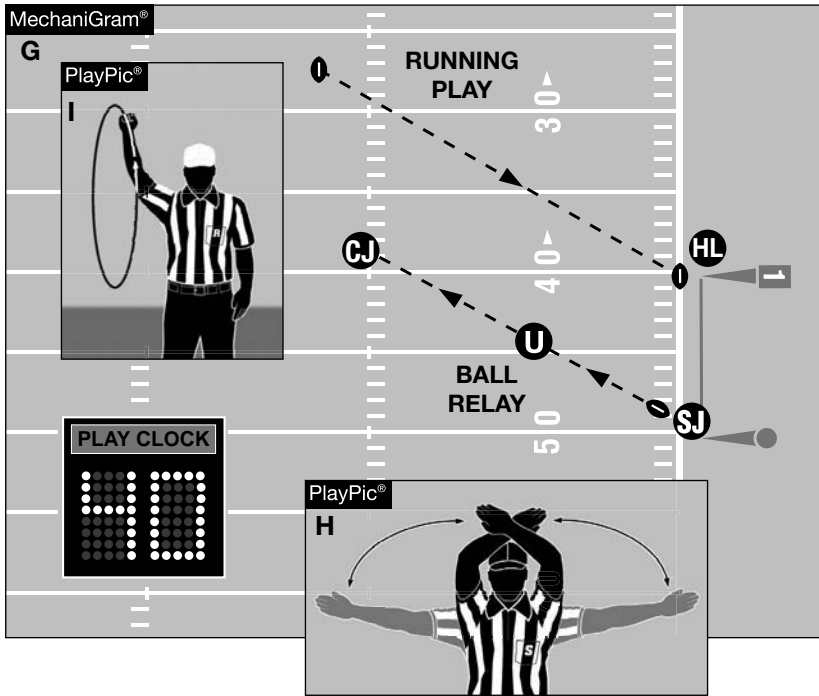 MechaniGram®
G
PlayPic®
I
R
RUNNING
PLAY
30
HL
CJ
40
1
U
BALL
RELAY
SJ
50
PLAY CLOCK
40
PlayPic®
H
S